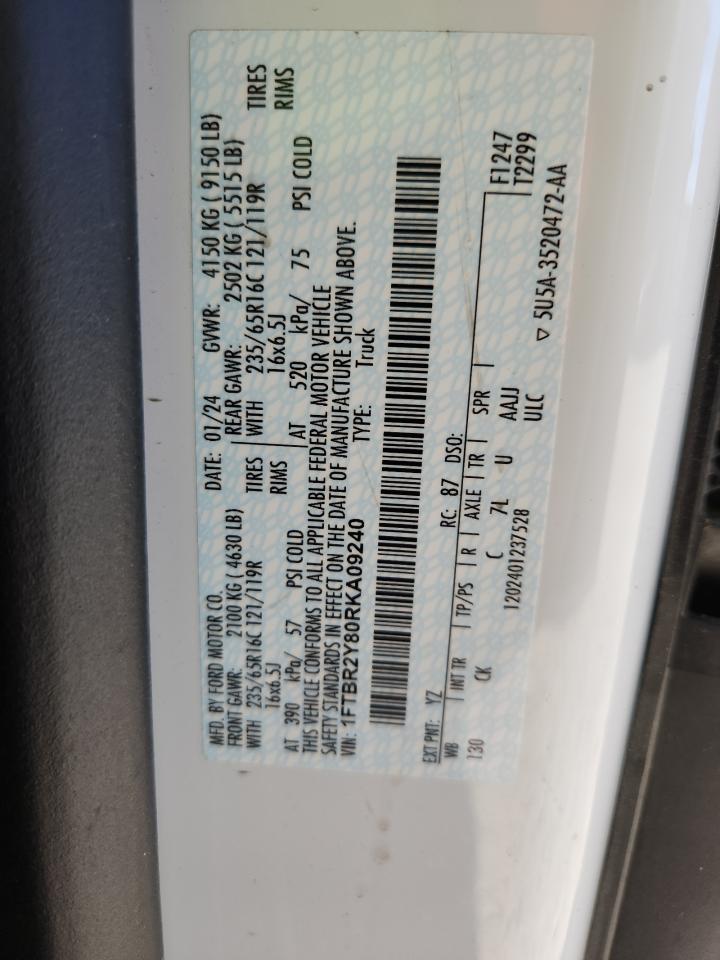 MFD. BY FORD MOTOR CO. DATE: 01/24 GVWR: 4150 KG ( 9150 LB)
FRONT GAWR: 2100 KG ( 4630 LB) REAR GAWR: 2502 KG ( 5515 LB)
WITH 235/65R16C 121/119R TIRES WITH 235/65R16C 121/119R TIRES
16x6.5J RIMS 16x6.5J RIMS
AT 390 kPa/ 57 PSI COLD AT 520 kPa/ 75 PSI COLD
THIS VEHICLE CONFORMS TO ALL APPLICABLE FEDERAL MOTOR VEHICLE
SAFETY STANDARDS IN EFFECT ON THE DATE OF MANUFACTURE SHOWN ABOVE.
VIN: 1FTBR2Y80RKA09240 TYPE: Truck
EXT PNT: YZ RC: 87 DSO:
WB INT TR TP/PS R AXLE TR SPR F1247
130 CK C 7L U AAJJ T2299
1202401237528 ULC
▽ 5U5A-3520472-AA